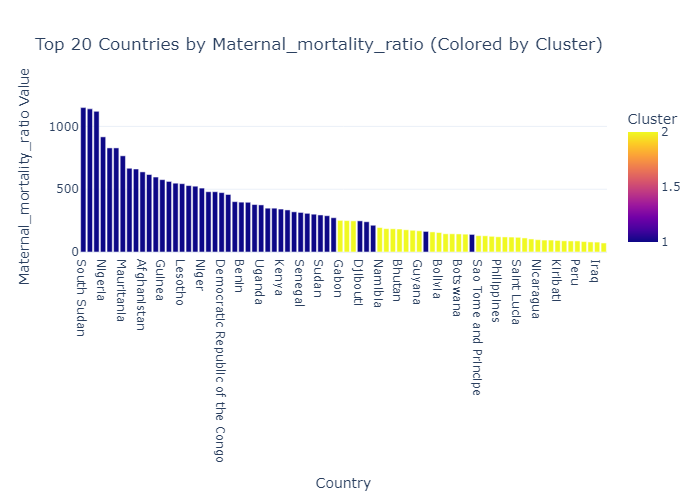 Top 20 Countries by Maternal_mortality_ratio (Colored by Cluster)
Maternal_mortality_ratio Value
1000
500
0
South Sudan
Nigeria
Mauritania
Afghanistan
Guinea
Lesotho
Niger
Democratic Republic of the Congo
Benin
Uganda
Kenya
Senegal
Sudan
Gabon
Djibouti
Namibia
Bhutan
Guyana
Bolivia
Botswana
Sao Tome and Principe
Philippines
Saint Lucia
Nicaragua
Kiribati
Peru
Iraq
Country
Cluster
2
1.5
1